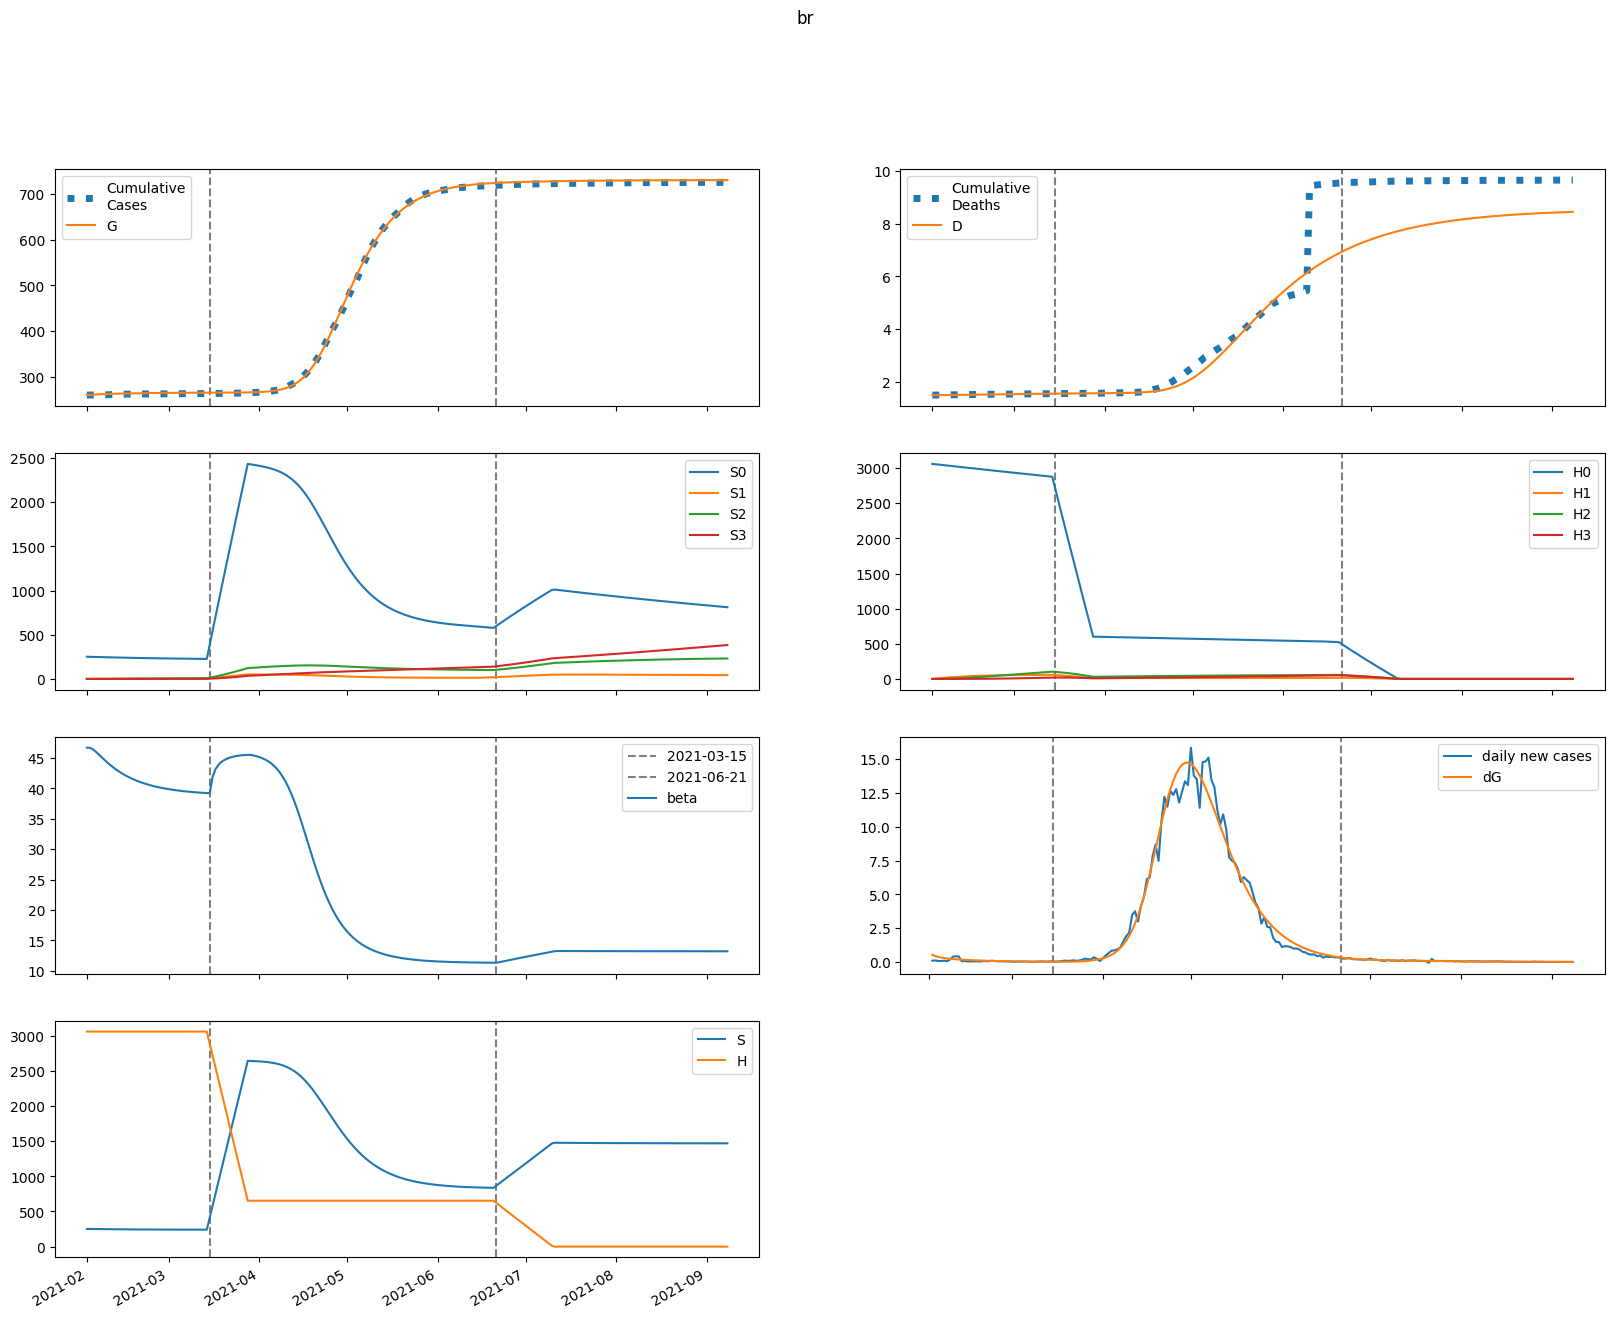 br
Cumulative
Cases
G
700
600
500
400
300
Cumulative
Deaths
D
10
8
6
4
2
S0
S1
S2
S3
2500
2000
1500
1000
500
0
H0
H1
H2
H3
3000
2500
2000
1500
1000
500
0
2021-03-15
2021-06-21
beta
45
40
35
30
25
20
15
10
daily new cases
dG
15.0
12.5
10.0
7.5
5.0
2.5
0.0
S
H
3000
2500
2000
1500
1000
500
0
2021-02
2021-03
2021-04
2021-05
2021-06
2021-07
2021-08
2021-09